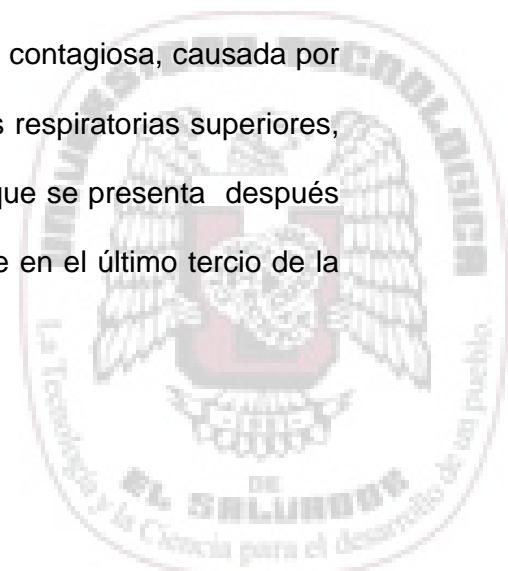 contagiosa, causada por
s respiratorias superiores,
que se presenta después
e en el último tercio de la
UNIVERSIDAD TECNOLOGICA
La Tecnología y la Ciencia para el desarrollo de un pueblo.
DE
EL SALVADOR